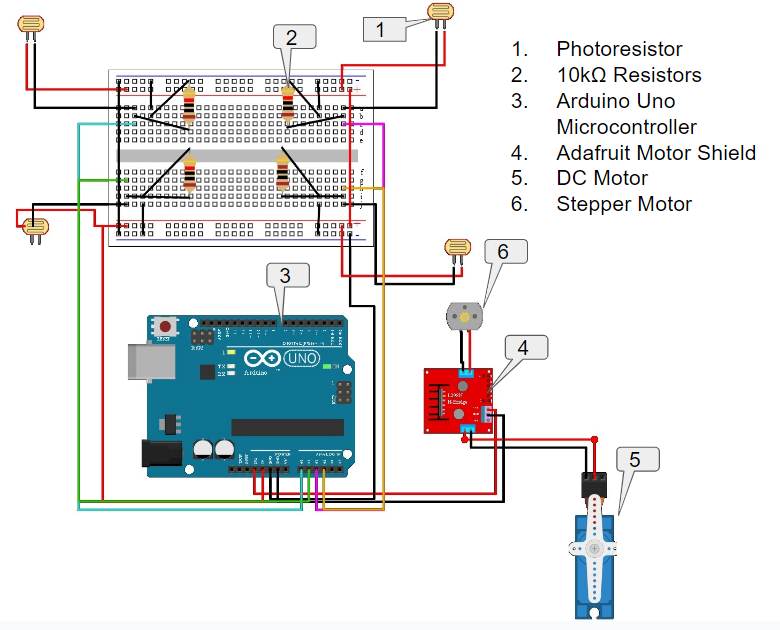 1
2
1. Photoresistor
2. 10kΩ Resistors
3. Arduino Uno
Microcontroller
4. Adafruit Motor Shield
5. DC Motor
6. Stepper Motor
6
3
4
UNO
Arduino
5